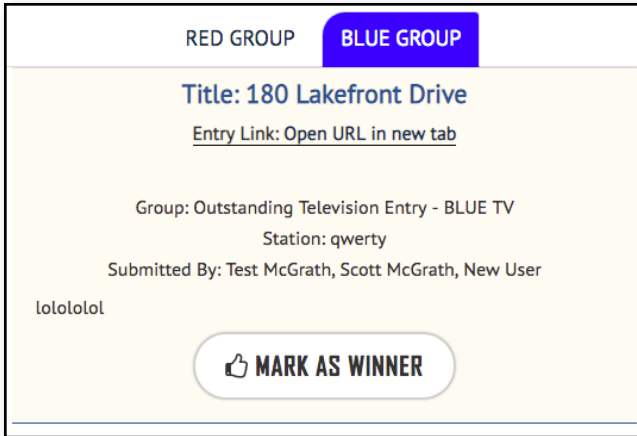 RED GROUP BLUE GROUP
Title: 180 Lakefront Drive
Entry Link: Open URL in new tab
Group: Outstanding Television Entry - BLUE TV
Station: qwerty
Submitted By: Test McGrath, Scott McGrath, New User
lolololol
MARK AS WINNER